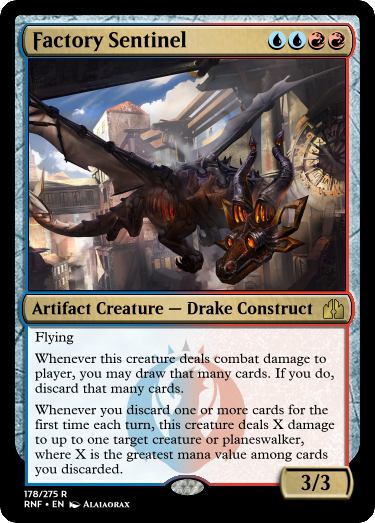 Factory Sentinel
Artifact Creature — Drake Construct
Flying
Whenever this creature deals combat damage to
player, you may draw that many cards. If you do,
discard that many cards.
Whenever you discard one or more cards for the
first time each turn, this creature deals X damage
to up to one target creature or planeswalker,
where X is the greatest mana value among cards
you discarded.
3/3
178/275 R
RNF • EN Alaiaorax